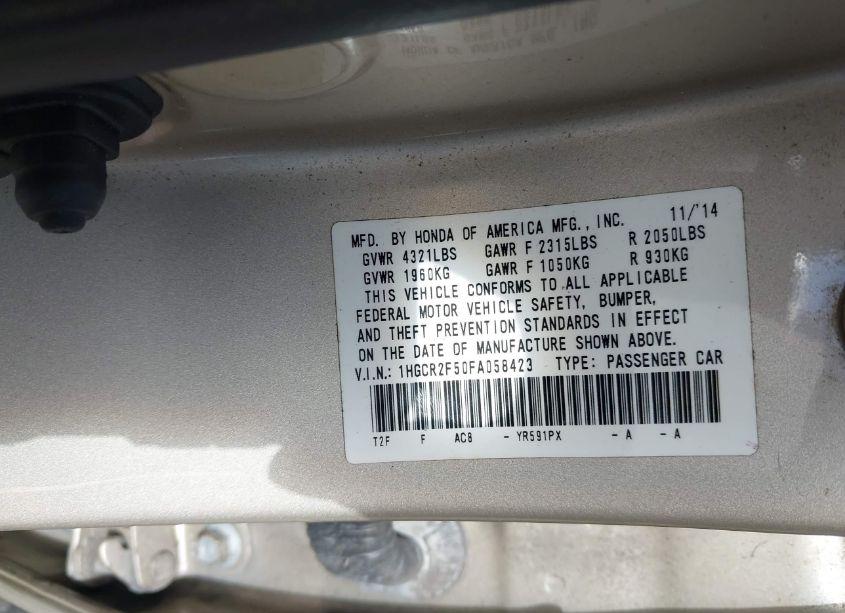 MFD. BY HONDA OF AMERICA MFG., INC. 11/'14
GVWR 4321LBS GAWR F 2315LBS R 2050LBS
GVWR 1960KG GAWR F 1050KG R 930KG
THIS VEHICLE CONFORMS TO ALL APPLICABLE
FEDERAL MOTOR VEHICLE SAFETY, BUMPER,
AND THEFT PREVENTION STANDARDS IN EFFECT
ON THE DATE OF MANUFACTURE SHOWN ABOVE.
V.I.N.: 1HGCR2F50FA058423 TYPE: PASSENGER CAR
T2F F AC8 - YR591PX - A - A